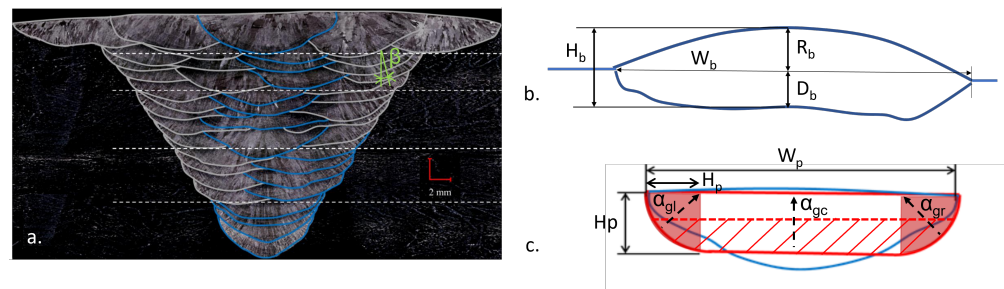 β
2 mm
a.
H_b
R_b
W_b
D_b
b.
W_p
H_p
α_gl
α_gc
α_gr
Hp
c.